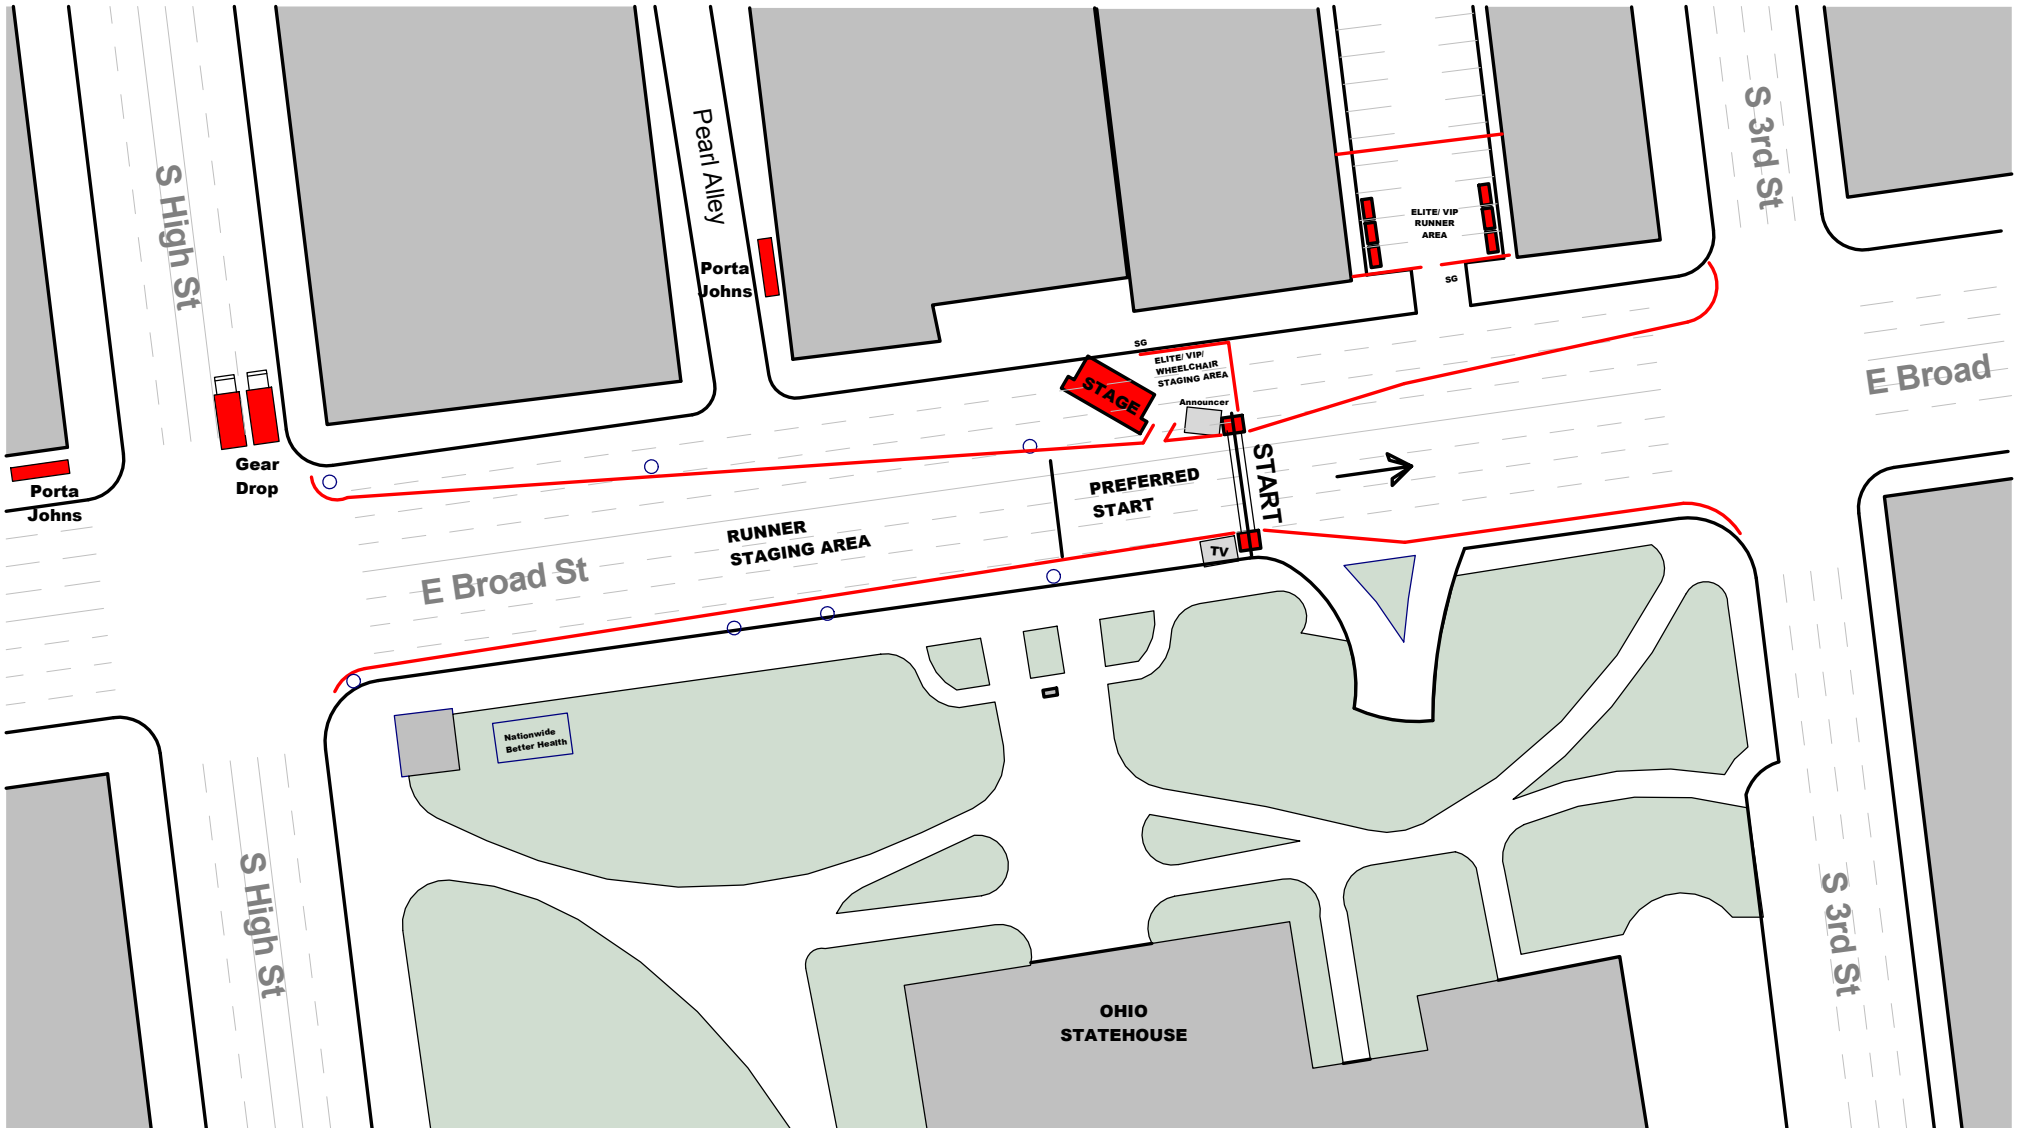 S High St
Pearl Alley
S 3rd St
ELITE/ VIP
RUNNER
AREA
SG
Porta
Johns
SG
ELITE/ VIP/
WHEELCHAIR
STAGING AREA
STAGE
Announcer
E Broad
Gear
Drop
Porta
Johns
PREFERRED
START
START
RUNNER
STAGING AREA
TV
E Broad St
Nationwide
Better Health
S High St
S 3rd St
OHIO
STATEHOUSE